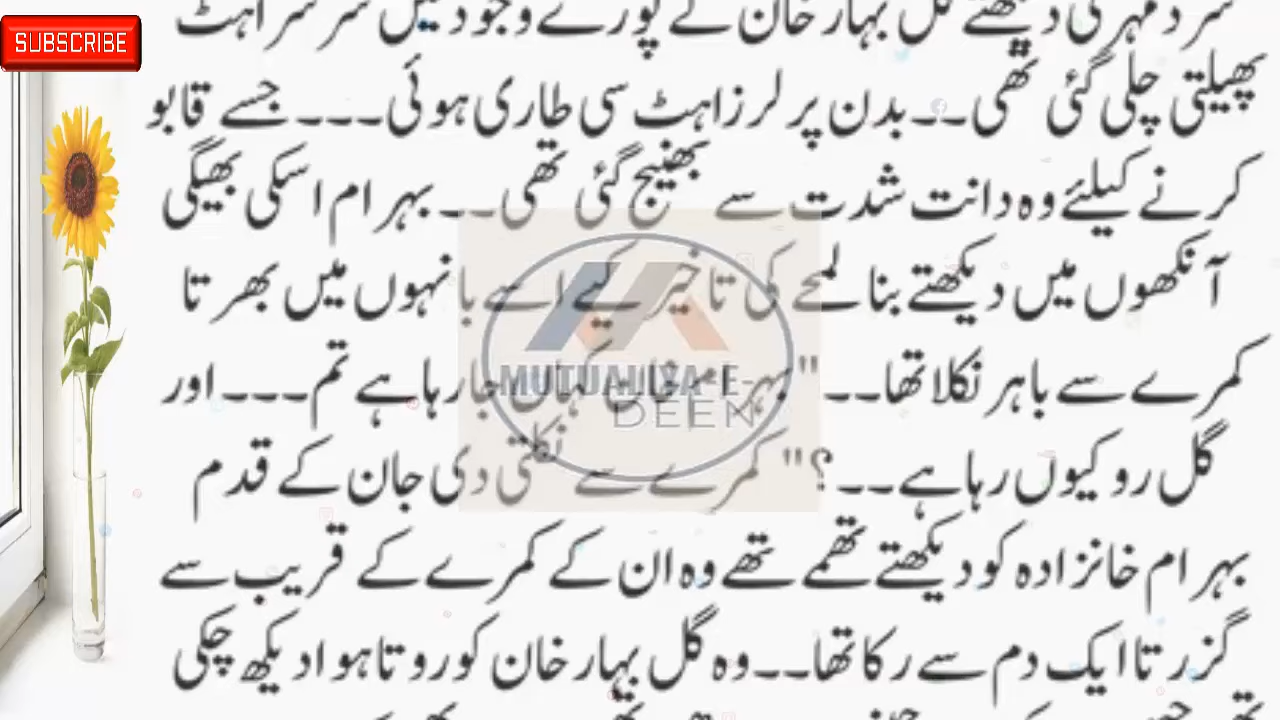 سرد مہری دیکھتے گل بہار خان کے پورے وجود میں سرسراہٹ
پھیلتی چلی گئی تھی۔۔بدن پر لرزاہٹ سی طاری ہوئی۔۔۔جسے قابو
کرنے کیلئے وہ دانت شدت سے بھینچ گئی تھی۔۔بہرام اسکی بھیگی
آنکھوں میں دیکھتے بنا لمحے کی تاخیر کیے اسے بانہوں میں بھرتا
کمرے سے باہر نکلا تھا۔۔"بہرام خان کہاں جا رہا ہے تم۔۔۔اور
گل رو کیوں رہا ہے۔۔؟" کمرے سے نکلتی دی جان کے قدم
بہرام خانزادہ کو دیکھتے تھمے تھے وہ ان کے کمرے کے قریب سے
گزرتا ایک دم سے رکا تھا۔۔وہ گل بہار خان کو روتا ہوا دیکھ چکی
SUBSCRIBE
MUTUALIYA-E-
DEEN